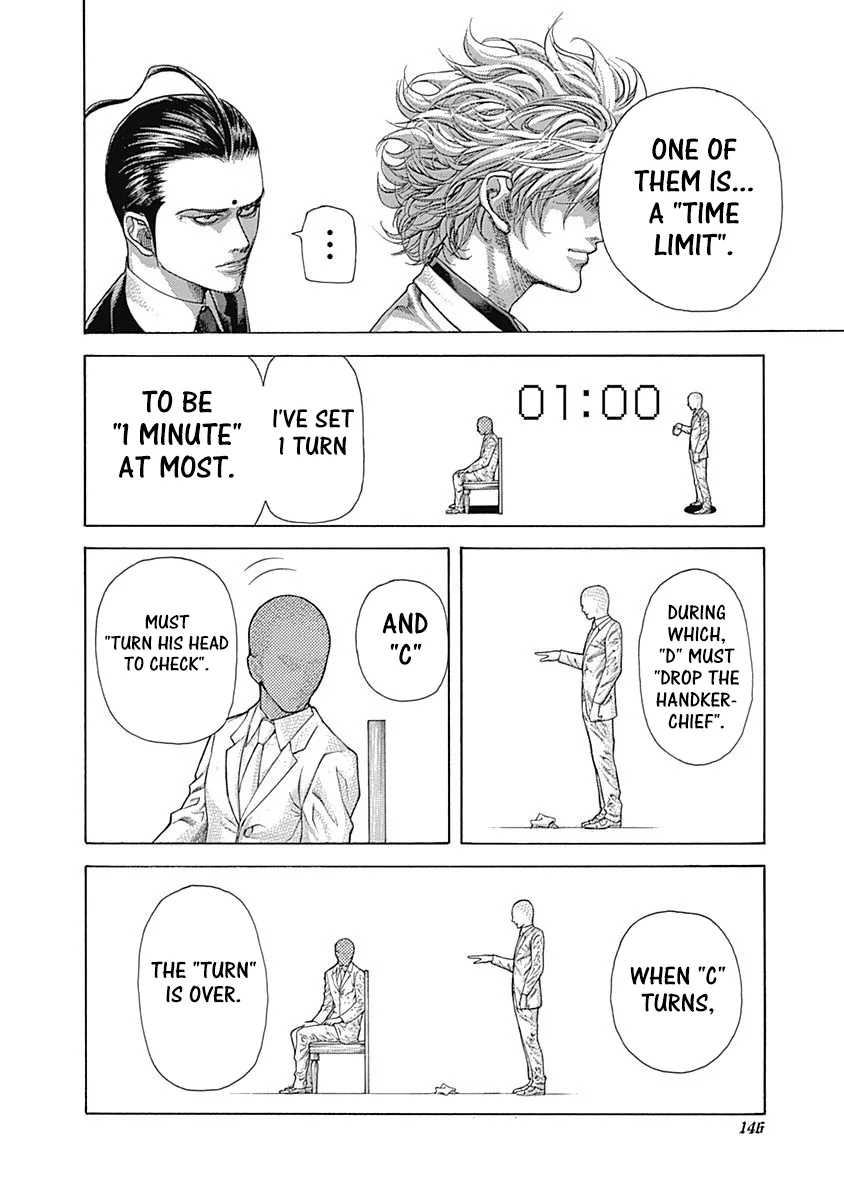 ONE OF
THEM IS...
A "TIME
LIMIT".
...
01:00
I'VE SET
1 TURN
TO BE
"1 MINUTE"
AT MOST.
DURING
WHICH,
"D" MUST
"DROP THE
HANDKER-
CHIEF".
AND
"C"
MUST
"TURN HIS HEAD
TO CHECK".
WHEN "C"
TURNS,
THE "TURN"
IS OVER.
146